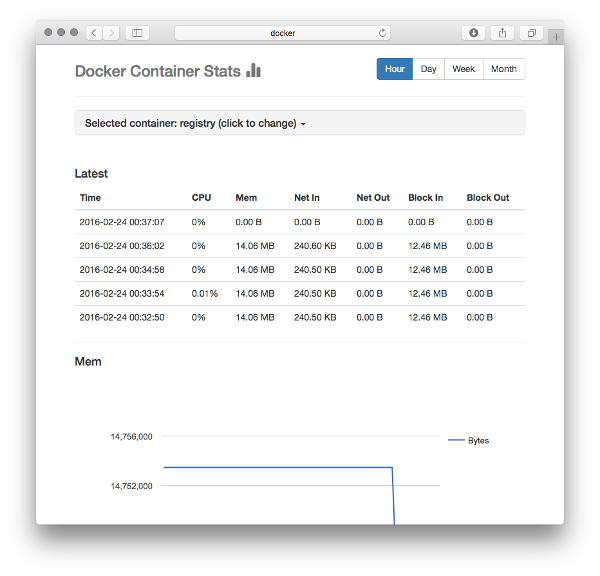 docker
Docker Container Stats
Hour Day Week Month
Selected container: registry (click to change)
Latest
Time CPU Mem Net In Net Out Block In Block Out
2016-02-24 00:37:07 0% 0.00 B 0.00 B 0.00 B 0.00 B 0.00 B
2016-02-24 00:36:02 0% 14.06 MB 240.60 KB 0.00 B 12.46 MB 0.00 B
2016-02-24 00:34:58 0% 14.06 MB 240.50 KB 0.00 B 12.46 MB 0.00 B
2016-02-24 00:33:54 0.01% 14.06 MB 240.50 KB 0.00 B 12.46 MB 0.00 B
2016-02-24 00:32:50 0% 14.06 MB 240.50 KB 0.00 B 12.46 MB 0.00 B
Mem
14,756,000
Bytes
14,752,000